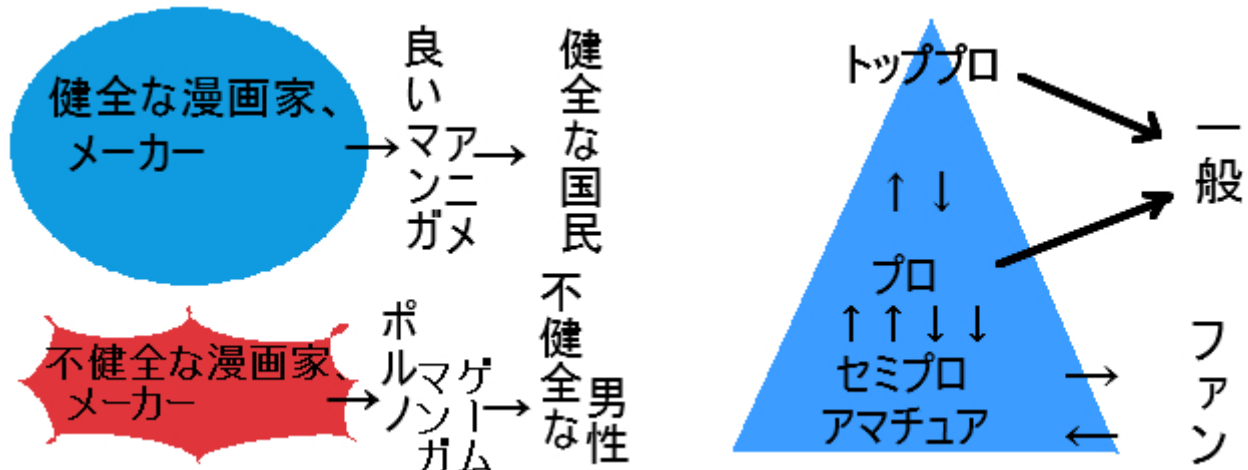 健全な漫画家、
メーカー
→
良い
マンガ
アニメ
→
健全な国民
不健全な漫画家、
メーカー
→
ポルノ
マンガ
ゲーム
→
不健全な
男性
トッププロ
↑ ↓
プロ
↑ ↑ ↓ ↓
セミプロ
アマチュア
一般
→
←
ファン